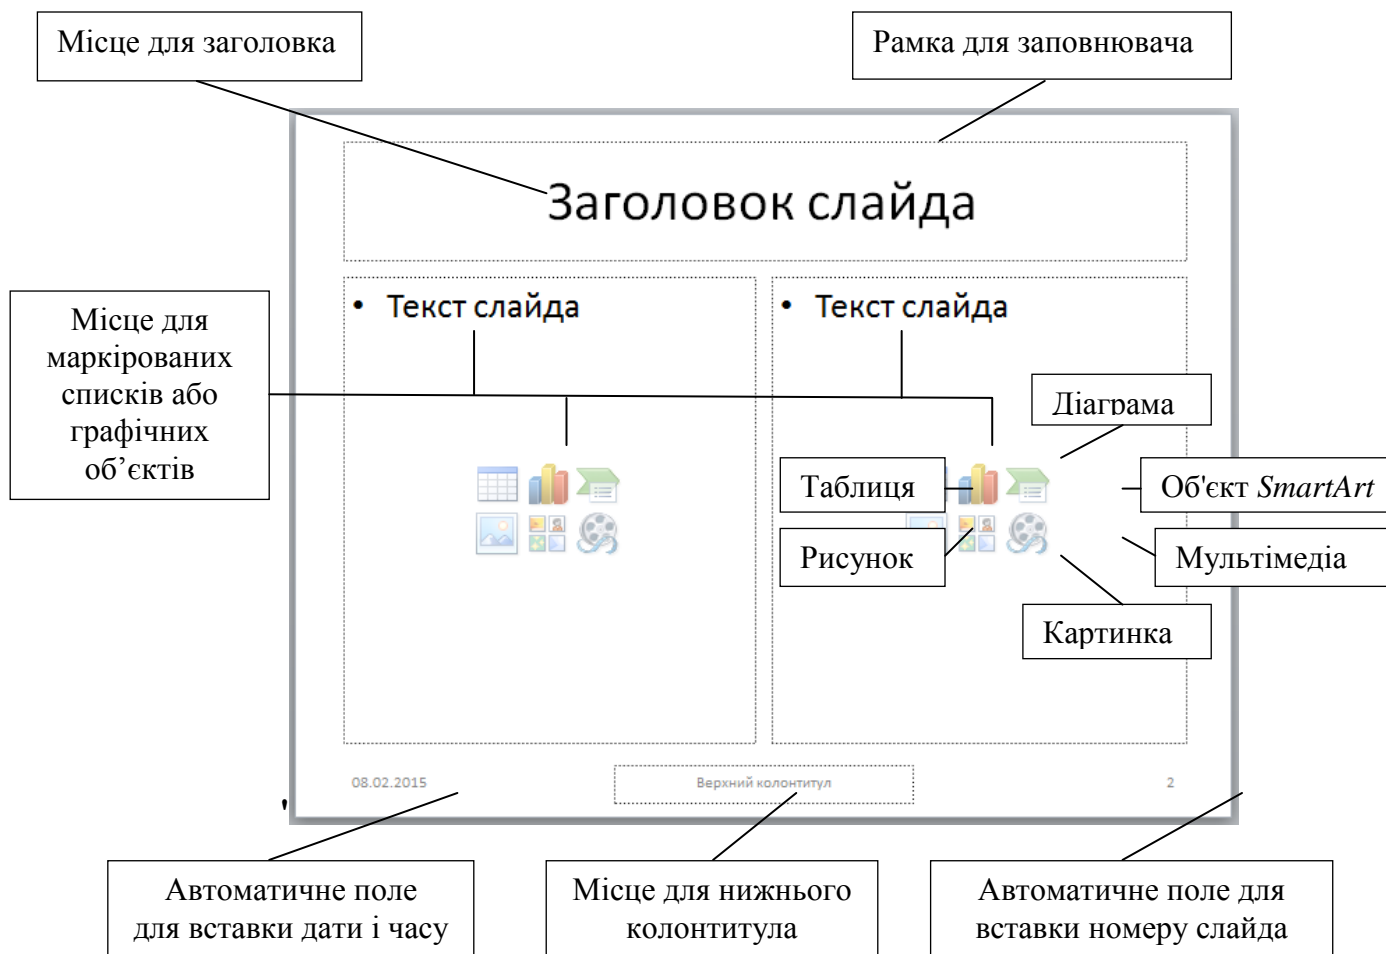 Місце для заголовка
Рамка для заповнювача
Заголовок слайда
Місце для
маркірованих
списків або
графічних
об’єктів
• Текст слайда
• Текст слайда
Діаграма
Таблиця
Об'єкт SmartArt
Рисунок
Мультімедіа
Картинка
08.02.2015
Верхний колонтитул
2
Автоматичне поле
для вставки дати і часу
Місце для нижнього
колонтитула
Автоматичне поле для
вставки номеру слайда